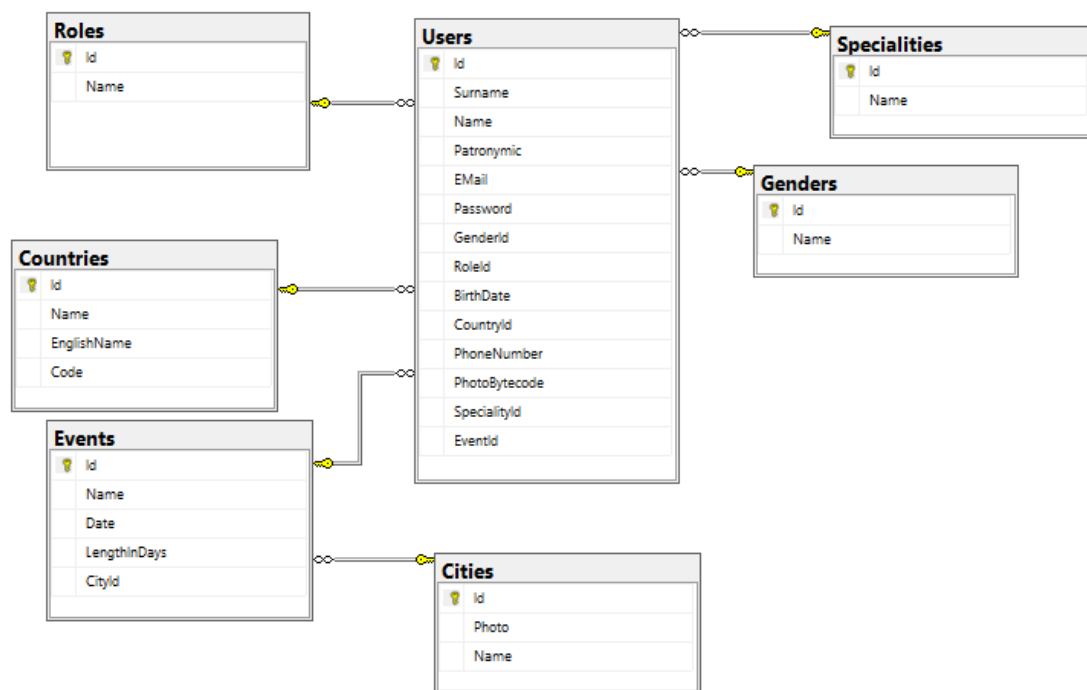 Roles
Id
Name
Users
Id
Surname
Name
Patronymic
EMail
Password
GenderId
RoleId
BirthDate
CountryId
PhoneNumber
PhotoBytecode
SpecialityId
EventId
Specialities
Id
Name
Genders
Id
Name
Countries
Id
Name
EnglishName
Code
Events
Id
Name
Date
LengthInDays
CityId
Cities
Id
Photo
Name